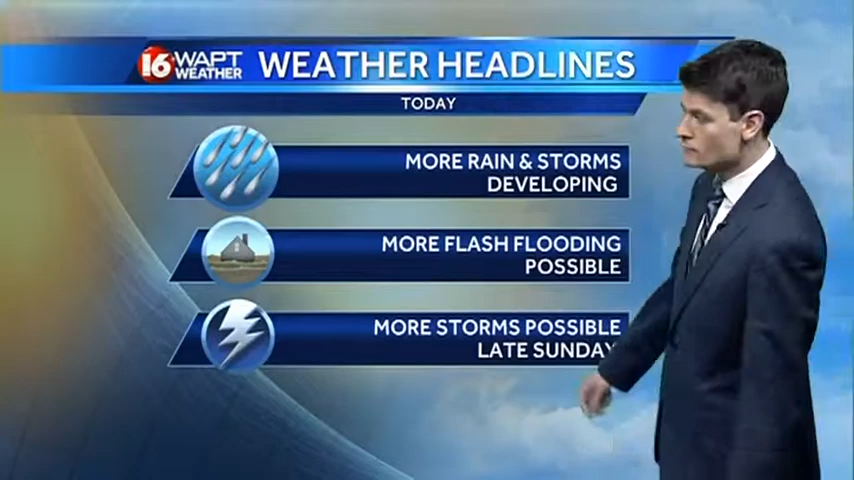 16 WAPT
WEATHER
WEATHER HEADLINES
TODAY
MORE RAIN & STORMS
DEVELOPING
MORE FLASH FLOODING
POSSIBLE
MORE STORMS POSSIBLE
LATE SUNDAY